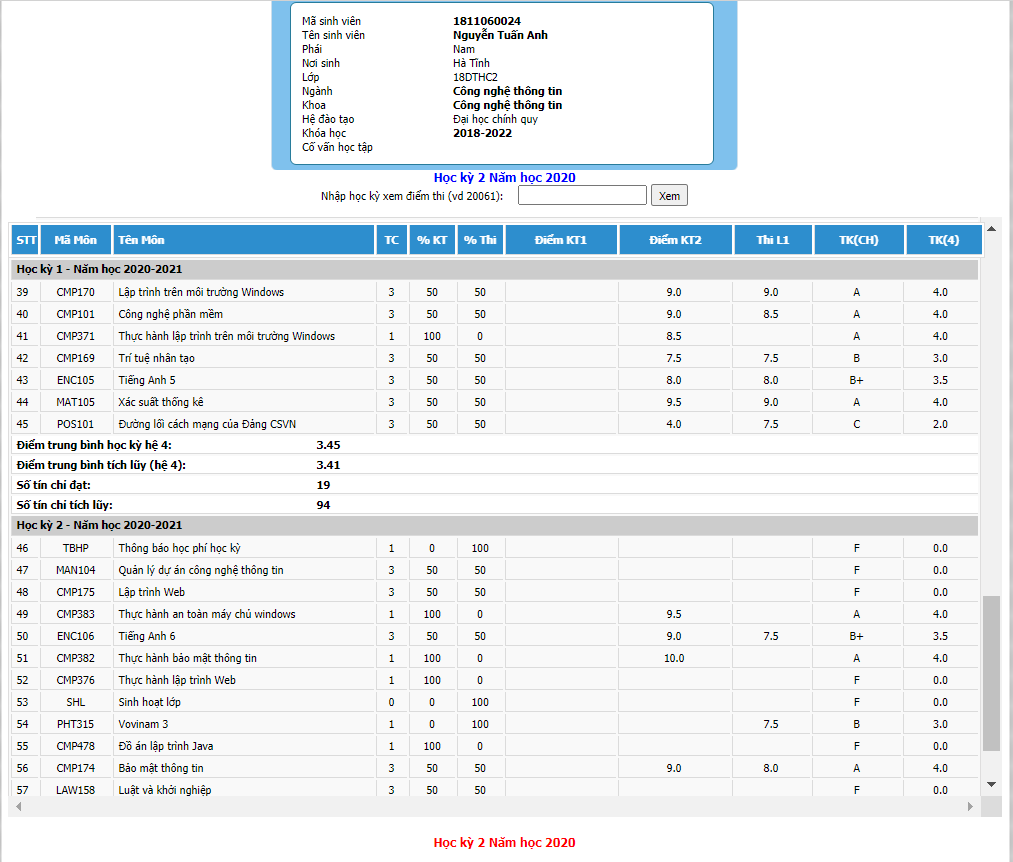 Mã sinh viên 1811060024
Tên sinh viên Nguyễn Tuấn Anh
Phái Nam
Nơi sinh Hà Tĩnh
Lớp 18DTHC2
Ngành Công nghệ thông tin
Khoa Công nghệ thông tin
Hệ đào tạo Đại học chính quy
Khóa học 2018-2022
Cố vấn học tập
Học kỳ 2 Năm học 2020
Nhập học kỳ xem điểm thi (vd 20061): Xem
STT Mã Môn Tên Môn TC % KT % Thi Điểm KT1 Điểm KT2 Thi L1 TK(CH) TK(4)
Học kỳ 1 - Năm học 2020-2021
39 CMP170 Lập trình trên môi trường Windows 3 50 50 9.0 9.0 A 4.0
40 CMP101 Công nghệ phần mềm 3 50 50 9.0 8.5 A 4.0
41 CMP371 Thực hành lập trình trên môi trường Windows 1 100 0 8.5 A 4.0
42 CMP169 Trí tuệ nhân tạo 3 50 50 7.5 7.5 B 3.0
43 ENC105 Tiếng Anh 5 3 50 50 8.0 8.0 B+ 3.5
44 MAT105 Xác suất thống kê 3 50 50 9.5 9.0 A 4.0
45 POS101 Đường lối cách mạng của Đảng CSVN 3 50 50 4.0 7.5 C 2.0
Điểm trung bình học kỳ hệ 4: 3.45
Điểm trung bình tích lũy (hệ 4): 3.41
Số tín chỉ đạt: 19
Số tín chỉ tích lũy: 94
Học kỳ 2 - Năm học 2020-2021
46 TBHP Thông báo học phí học kỳ 1 0 100 F 0.0
47 MAN104 Quản lý dự án công nghệ thông tin 3 50 50 F 0.0
48 CMP175 Lập trình Web 3 50 50 F 0.0
49 CMP383 Thực hành an toàn máy chủ windows 1 100 0 9.5 A 4.0
50 ENC106 Tiếng Anh 6 3 50 50 9.0 7.5 B+ 3.5
51 CMP382 Thực hành bảo mật thông tin 1 100 0 10.0 A 4.0
52 CMP376 Thực hành lập trình Web 1 100 0 F 0.0
53 SHL Sinh hoạt lớp 0 0 100 F 0.0
54 PHT315 Vovinam 3 1 0 100 7.5 B 3.0
55 CMP478 Đồ án lập trình Java 1 100 0 F 0.0
56 CMP174 Bảo mật thông tin 3 50 50 9.0 8.0 A 4.0
57 LAW158 Luật và khởi nghiệp 3 50 50 F 0.0
Học kỳ 2 Năm học 2020